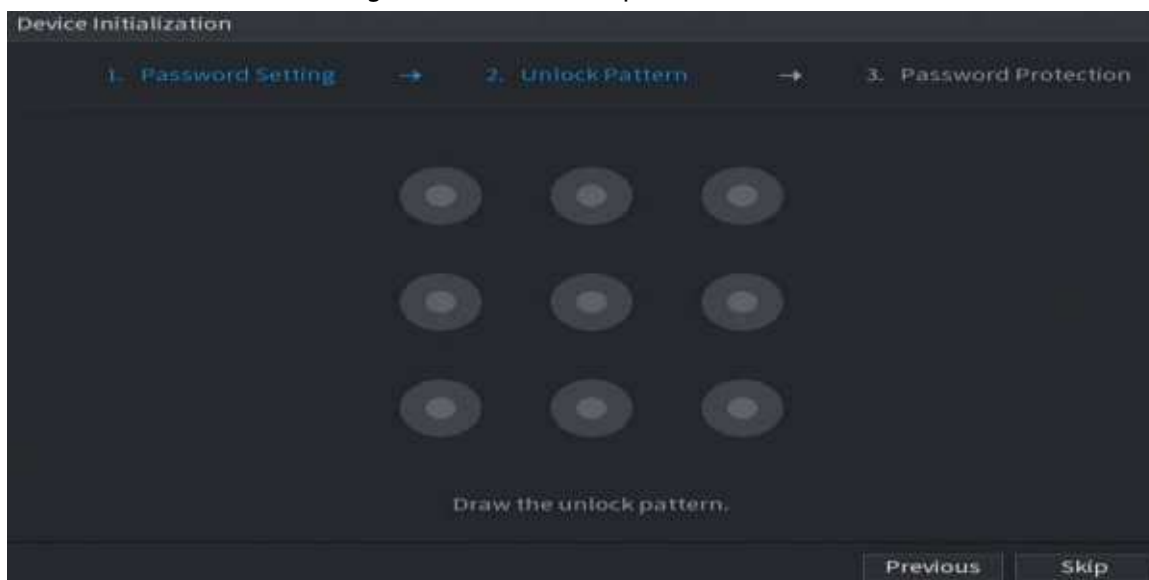 Device Initialization
1. Password Setting → 2. Unlock Pattern → 3. Password Protection
Draw the unlock pattern.
Previous Skip